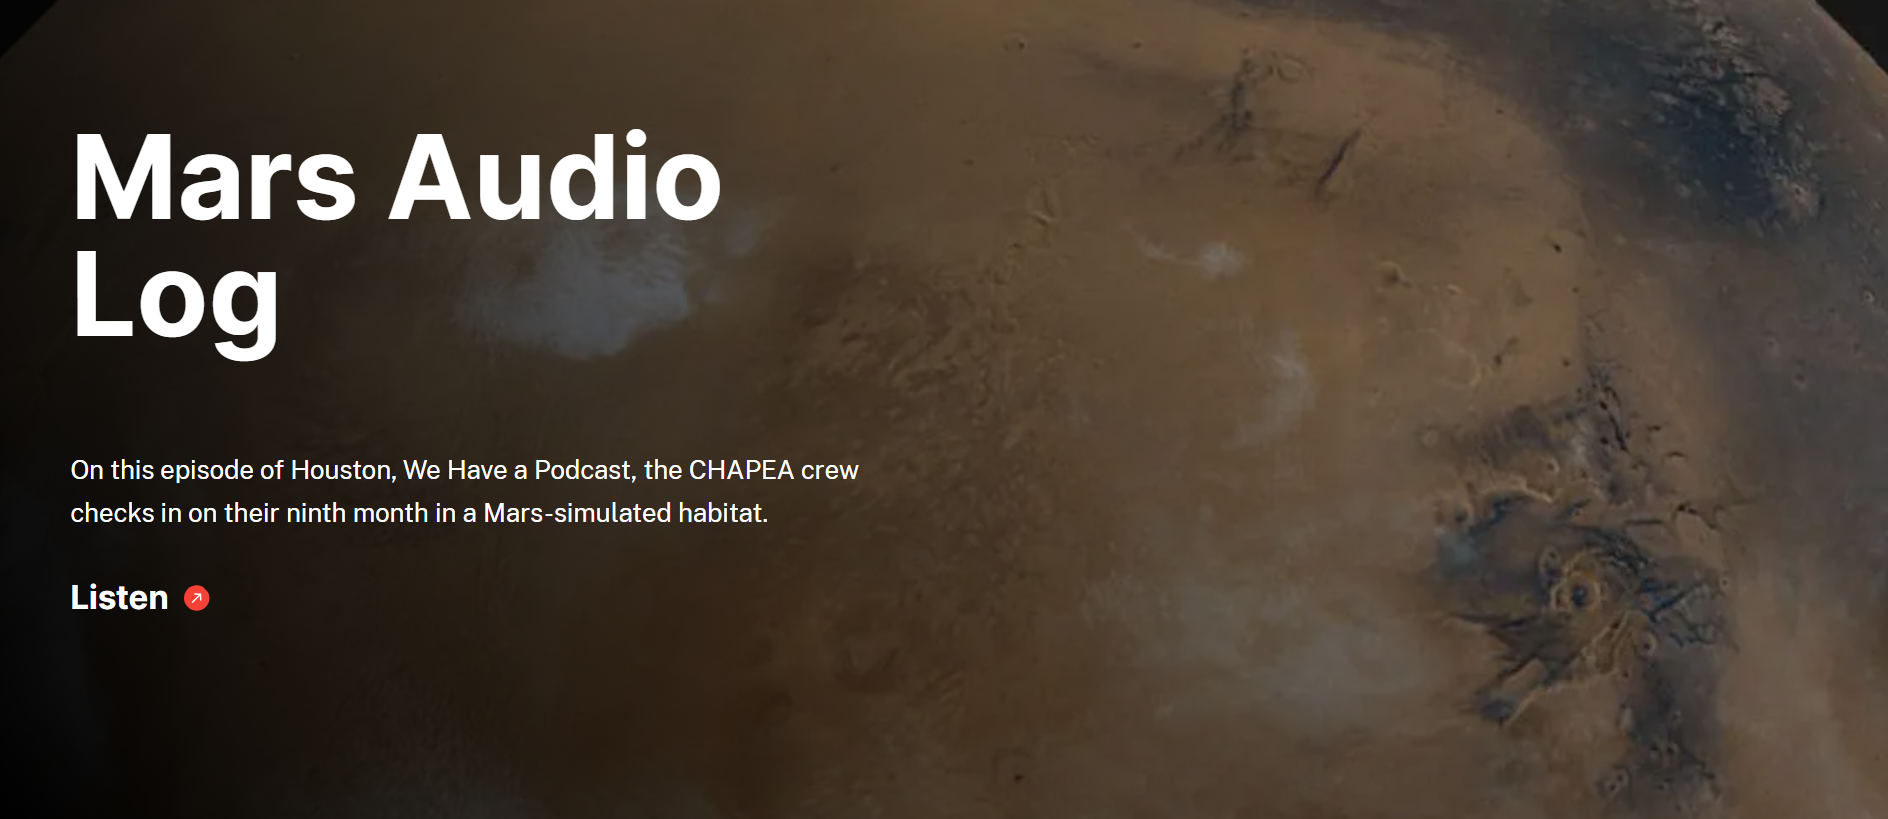 Mars Audio
Log
On this episode of Houston, We Have a Podcast, the CHAPEA crew
checks in on their ninth month in a Mars-simulated habitat.
Listen